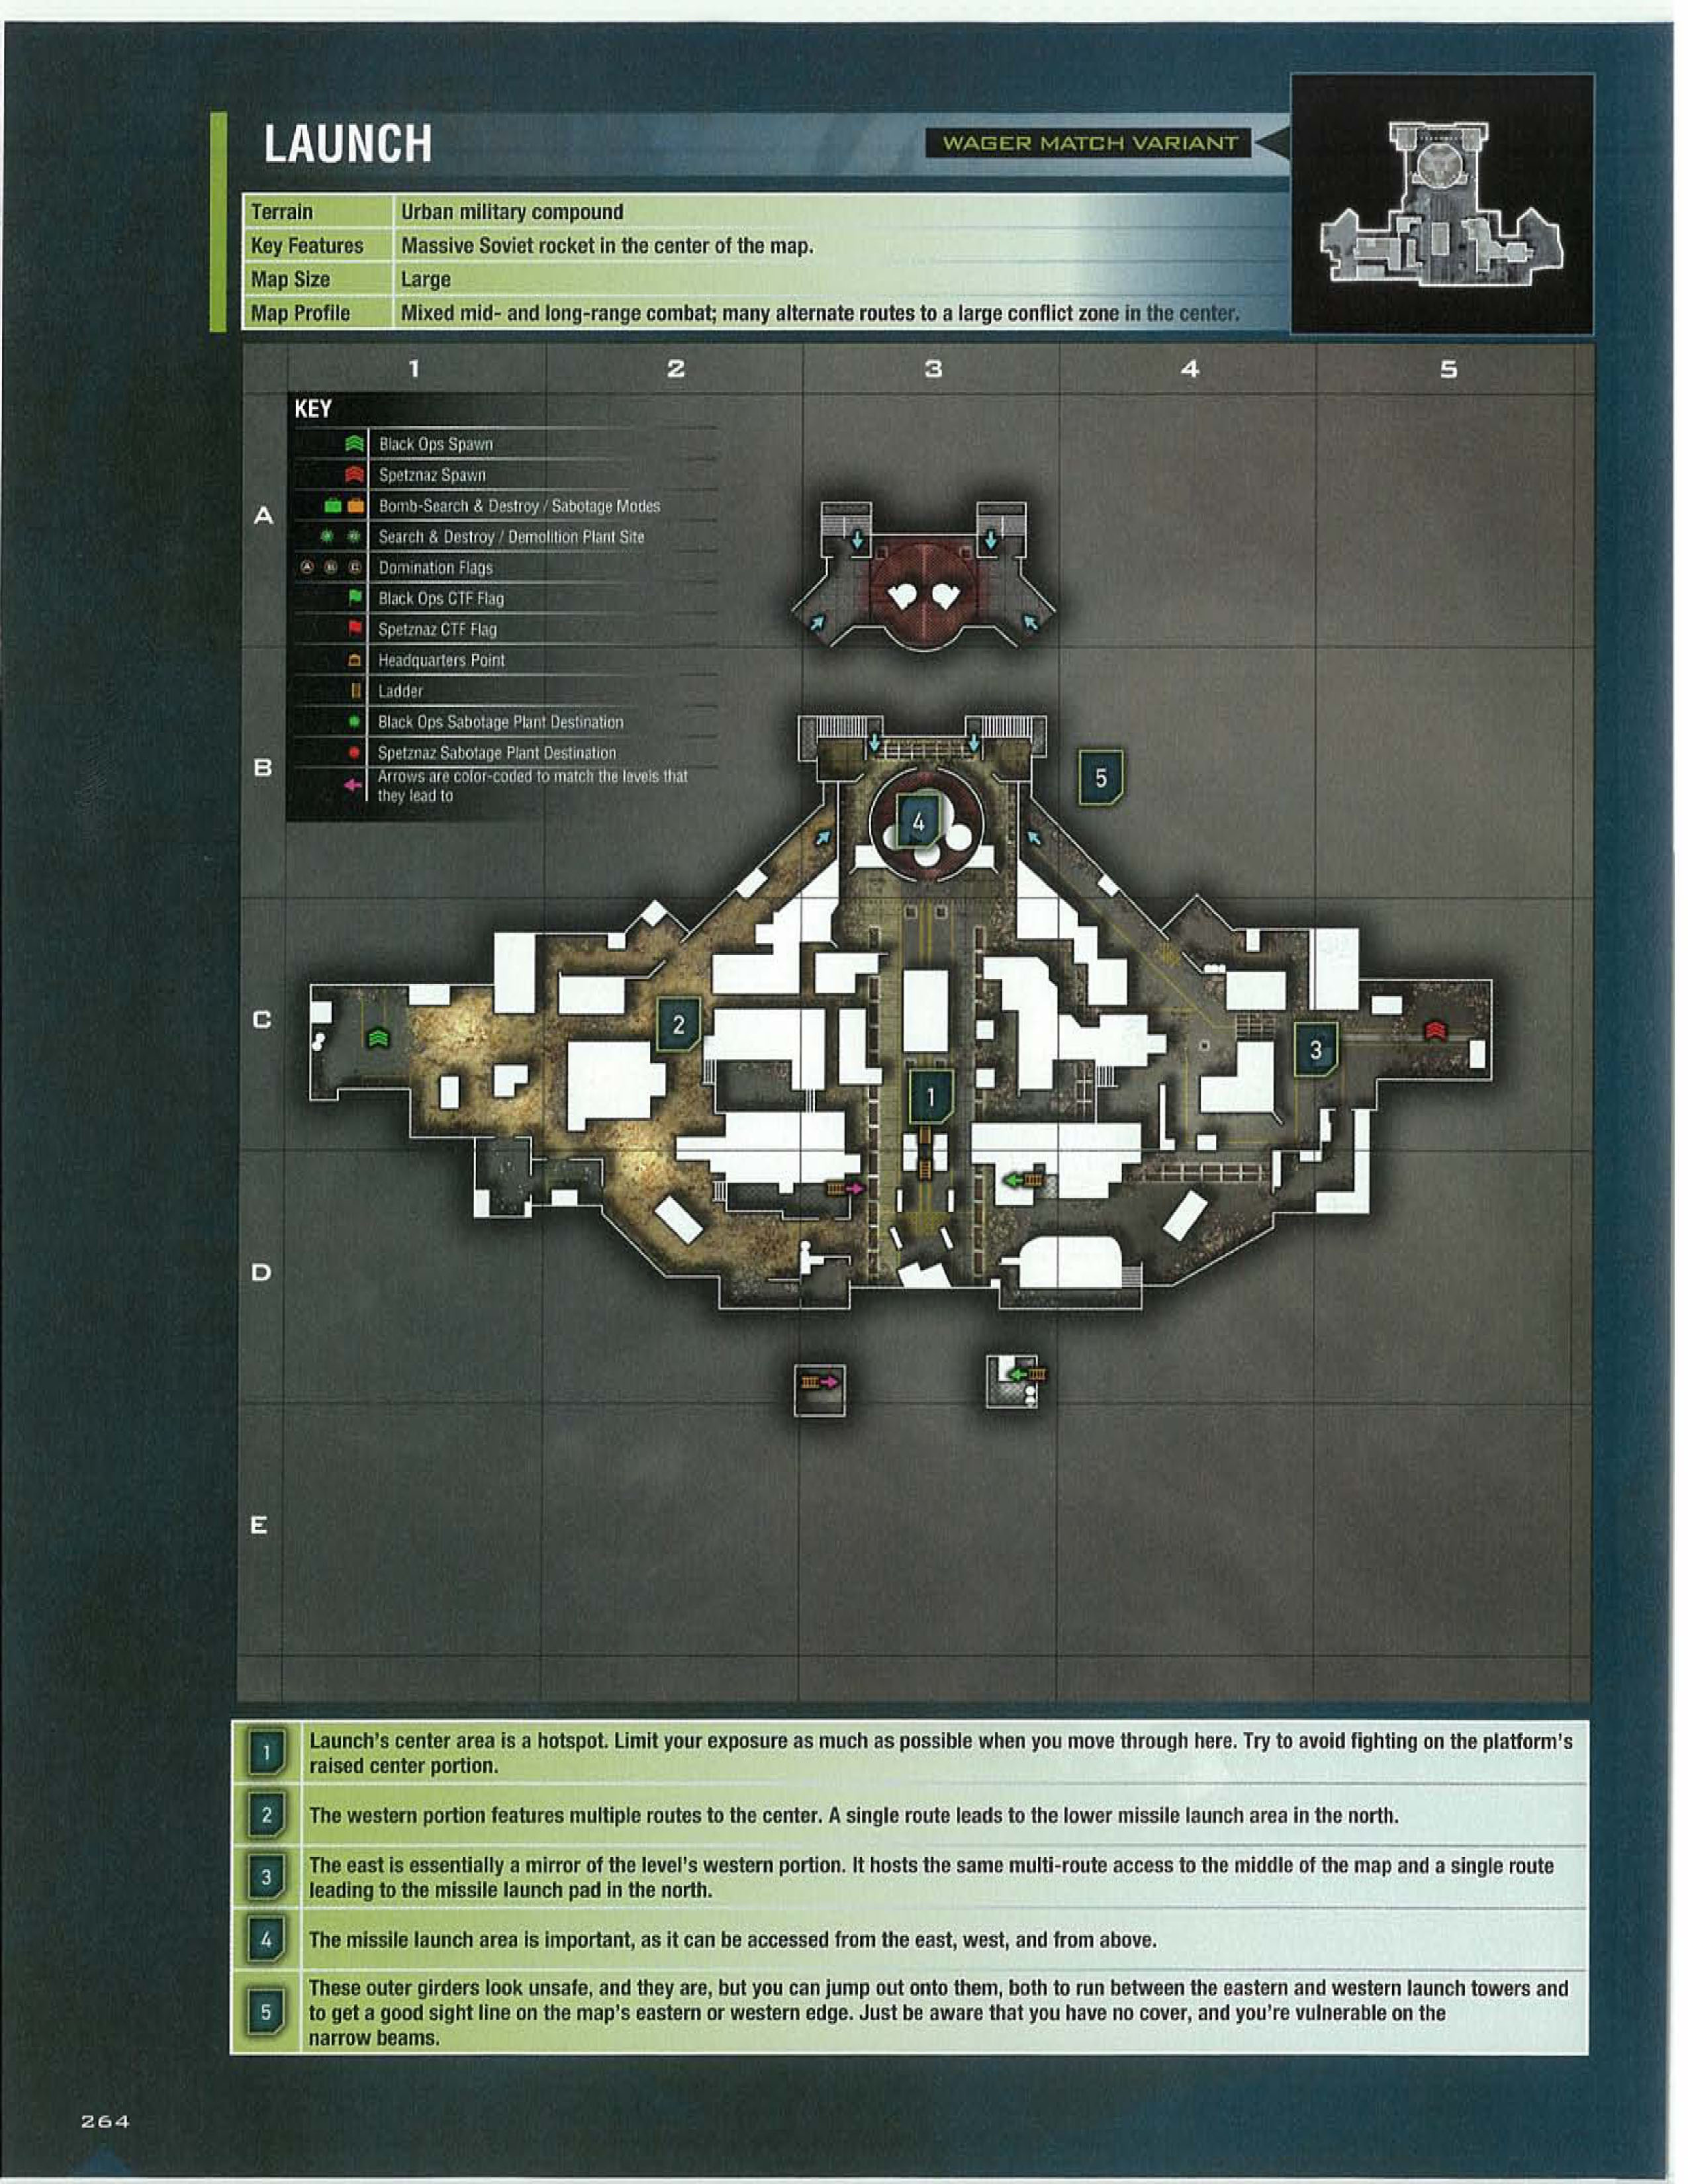 LAUNCH
WAGER MATCH VARIANT
Terrain Urban military compound
Key Features Massive Soviet rocket in the center of the map.
Map Size Large
Map Profile Mixed mid- and long-range combat; many alternate routes to a large conflict zone in the center.
1 2 3 4 5
KEY
Black Ops Spawn
Spetznaz Spawn
A
Bomb-Search & Destroy / Sabotage Modes
Search & Destroy / Demolition Plant Site
A B C Domination Flags
Black Ops CTF Flag
Spetznaz CTF Flag
Headquarters Point
Ladder
Black Ops Sabotage Plant Destination
Spetznaz Sabotage Plant Destination
B
Arrows are color-coded to match the levels that
they lead to
5
4
C
2
3
1
D
E
1 Launch's center area is a hotspot. Limit your exposure as much as possible when you move through here. Try to avoid fighting on the platform's
raised center portion.
2 The western portion features multiple routes to the center. A single route leads to the lower missile launch area in the north.
3 The east is essentially a mirror of the level's western portion. It hosts the same multi-route access to the middle of the map and a single route
leading to the missile launch pad in the north.
4 The missile launch area is important, as it can be accessed from the east, west, and from above.
5 These outer girders look unsafe, and they are, but you can jump out onto them, both to run between the eastern and western launch towers and
to get a good sight line on the map's eastern or western edge. Just be aware that you have no cover, and you're vulnerable on the
narrow beams.
264